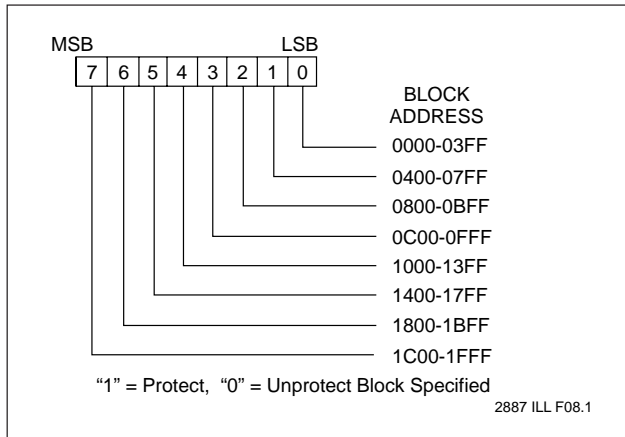 MSB LSB
7 6 5 4 3 2 1 0
BLOCK
ADDRESS
0000-03FF
0400-07FF
0800-0BFF
0C00-0FFF
1000-13FF
1400-17FF
1800-1BFF
1C00-1FFF
“1” = Protect, “0” = Unprotect Block Specified
2887 ILL F08.1